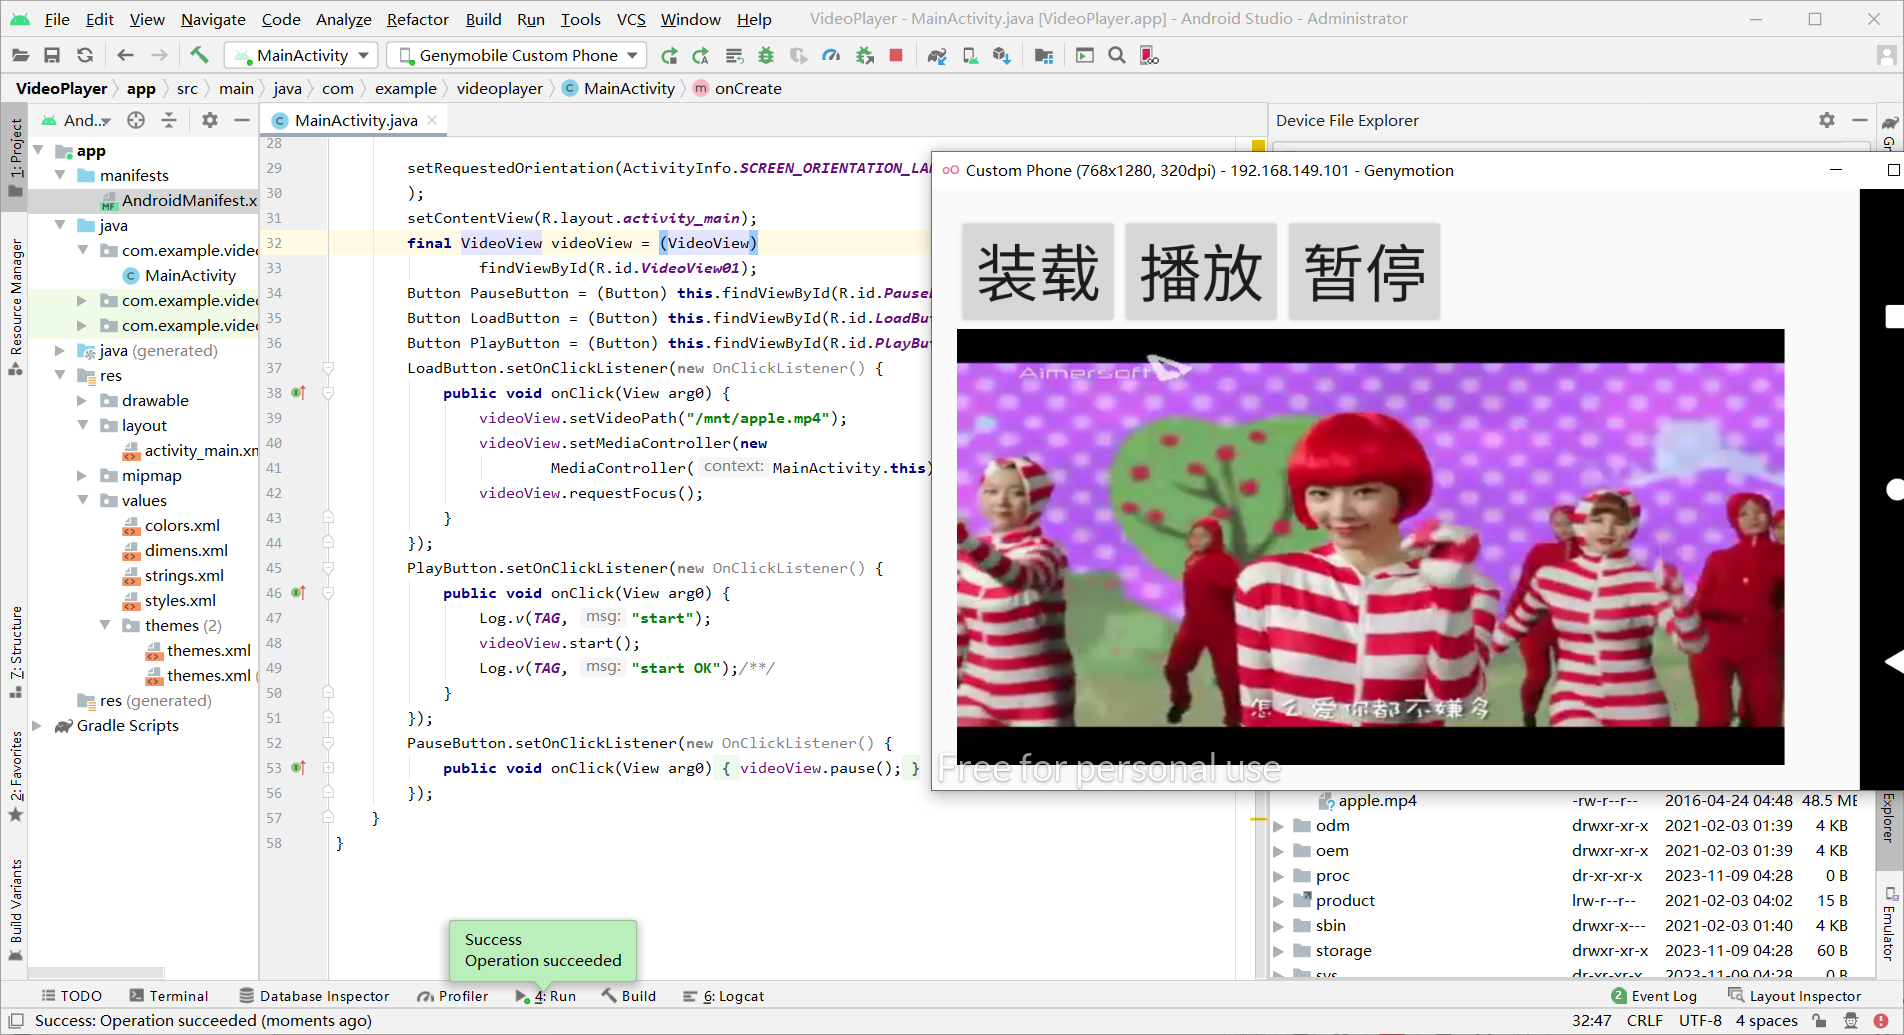 File Edit View Navigate Code Analyze Refactor Build Run Tools VCS Window Help VideoPlayer - MainActivity.java [VideoPlayer.app] - Android Studio - Administrator
MainActivity Genymobile Custom Phone
VideoPlayer app src main java com example videoplayer MainActivity onCreate
1: Project
Resource Manager
7: Structure
2: Favorites
Build Variants
And...
app
manifests
AndroidManifest.x
java
com.example.vide
MainActivity
com.example.vide
com.example.vide
java (generated)
res
drawable
layout
activity_main.xm
mipmap
values
colors.xml
dimens.xml
strings.xml
styles.xml
themes (2)
themes.xml
themes.xml (
res (generated)
Gradle Scripts
MainActivity.java
28
29 setRequestedOrientation(ActivityInfo.SCREEN_ORIENTATION_LAN
30 );
31 setContentView(R.layout.activity_main);
32 final VideoView videoView = (VideoView)
33 findViewById(R.id.VideoView01);
34 Button PauseButton = (Button) this.findViewById(R.id.PauseB
35 Button LoadButton = (Button) this.findViewById(R.id.LoadBut
36 Button PlayButton = (Button) this.findViewById(R.id.PlayBut
37 LoadButton.setOnClickListener(new OnClickListener() {
38 public void onClick(View arg0) {
39 videoView.setVideoPath("/mnt/apple.mp4");
40 videoView.setMediaController(new
41 MediaController( context: MainActivity.this)
42 videoView.requestFocus();
43 }
44 });
45 PlayButton.setOnClickListener(new OnClickListener() {
46 public void onClick(View arg0) {
47 Log.v(TAG, msg: "start");
48 videoView.start();
49 Log.v(TAG, msg: "start OK");/**/
50 }
51 });
52 PauseButton.setOnClickListener(new OnClickListener() {
53 public void onClick(View arg0) { videoView.pause(); }
56 });
57 }
58 }
Device File Explorer
Custom Phone (768x1280, 320dpi) - 192.168.149.101 - Genymotion
装载 播放 暂停
Aimersoft
怎么爱你都不嫌多
Free for personal use
apple.mp4 -rw-r--r-- 2016-04-24 04:48 48.5 ME
odm drwxr-xr-x 2021-02-03 01:39 4 KB
oem drwxr-xr-x 2021-02-03 01:39 4 KB
proc dr-xr-xr-x 2023-11-09 04:28 0 B
product lrw-r--r-- 2021-02-03 04:02 15 B
sbin drwxr-x--- 2021-02-03 01:40 4 KB
storage drwxr-xr-x 2023-11-09 04:28 60 B
sys dr-xr-xr-x 2023-11-09 04:28 0 B
Gr
Explorer
Emulator
Success
Operation succeeded
TODO Terminal Database Inspector Profiler 4: Run Build 6: Logcat 2 Event Log Layout Inspector
Success: Operation succeeded (moments ago) 32:47 CRLF UTF-8 4 spaces